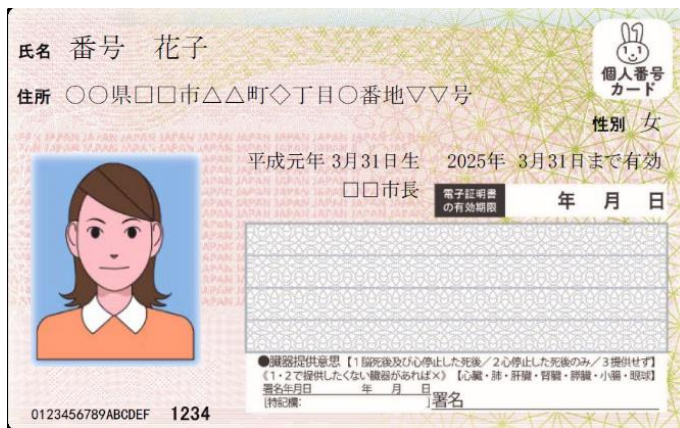 氏名 番号 花子
個人番号
カード
住所 ○○県□□市△△町◇丁目○番地▽▽号
性別 女
平成元年 3月31日生 2025年 3月31日まで有効
□□市長 電子証明書の有効期限 年 月 日
●臓器提供意思【1脳死後及び心停止した死後/2心停止した死後のみ/3提供せず】
《1・2で提供したくない臓器があれば×》【心臓・肺・肝臓・腎臓・膵臓・小腸・眼球】
署名年月日 年 月 日
[特記欄: ] 署名
0123456789ABCDEF 1234